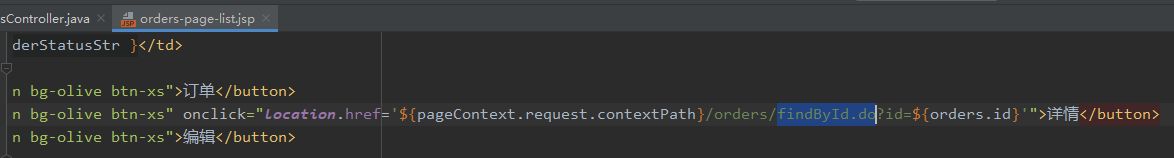 sController.java
orders-page-list.jsp
derStatusStr }</td>
n bg-olive btn-xs">订单</button>
n bg-olive btn-xs" onclick="location.href='${pageContext.request.contextPath}/orders/findById.do?id=${orders.id}'">详情</button>
n bg-olive btn-xs">编辑</button>